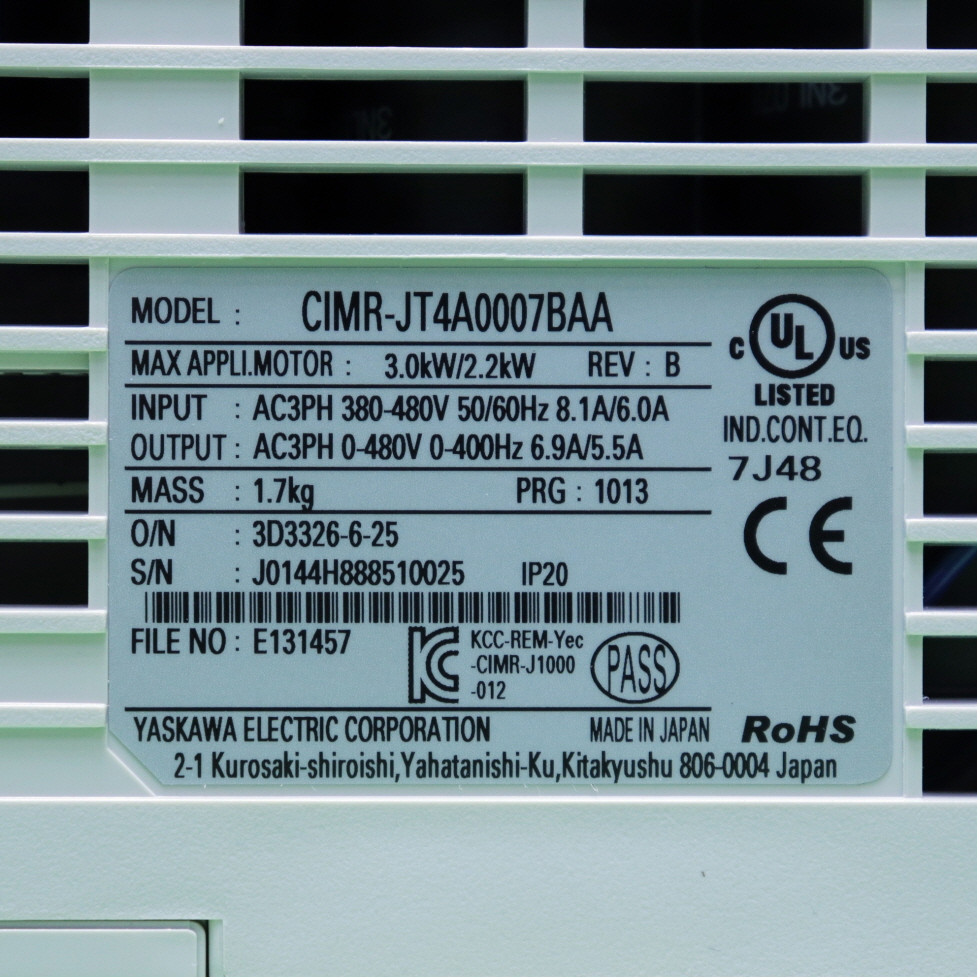 MODEL : CIMR-JT4A0007BAA
MAX APPLI.MOTOR : 3.0kW/2.2kW REV : B
INPUT : AC3PH 380-480V 50/60Hz 8.1A/6.0A
OUTPUT : AC3PH 0-480V 0-400Hz 6.9A/5.5A
MASS : 1.7kg PRG : 1013
O/N : 3D3326-6-25
S/N : J0144H888510025 IP20
FILE NO : E131457
KCC-REM-Yec
-CIMR-J1000
-012
PASS
C UL US
LISTED
IND.CONT.EQ.
7J48
CE
YASKAWA ELECTRIC CORPORATION MADE IN JAPAN RoHS
2-1 Kurosaki-shiroishi,Yahatanishi-Ku,Kitakyushu 806-0004 Japan